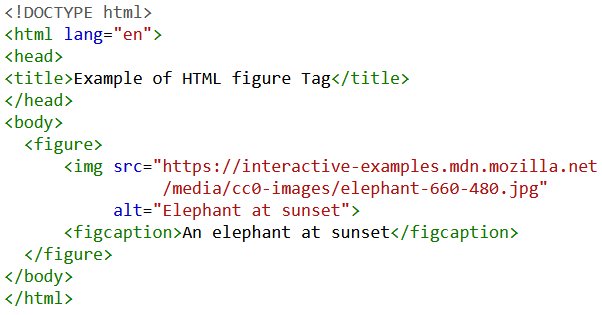 <!DOCTYPE html>
<html lang="en">
<head>
<title>Example of HTML figure Tag</title>
</head>
<body>
  <figure>
      <img src="https://interactive-examples.mdn.mozilla.net
                /media/cc0-images/elephant-660-480.jpg"
           alt="Elephant at sunset">
      <figcaption>An elephant at sunset</figcaption>
  </figure>
</body>
</html>